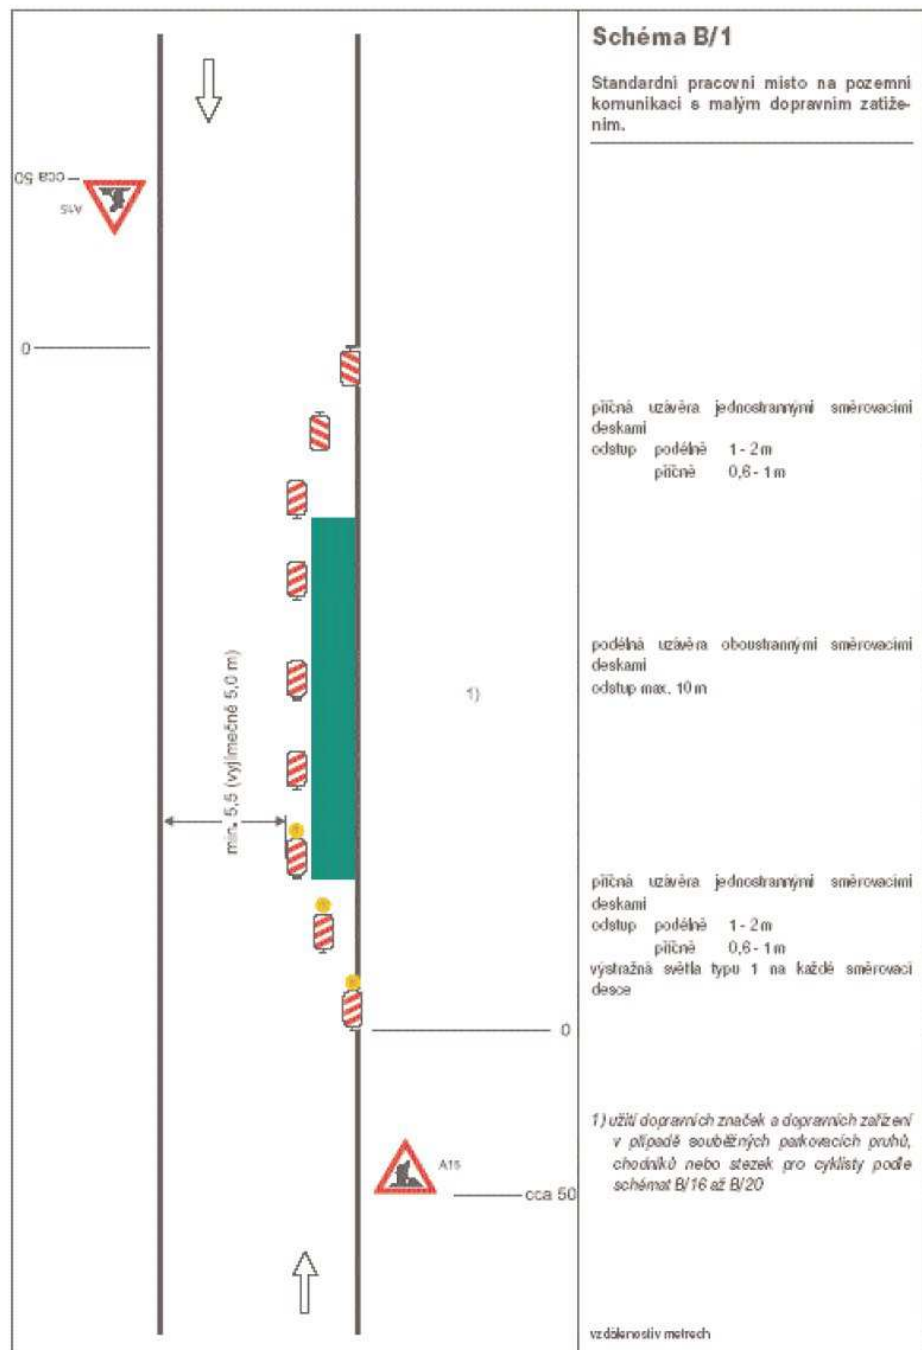 Schéma B/1
Standardní pracovní místo na pozemní
komunikaci s malým dopravním zatíže-
ním.
cca 50
A15
0
příčná uzávěra jednostrannými směrovacími
deskami
odstup podélně 1 - 2 m
příčně 0,6 - 1 m
podélná uzávěra oboustrannými směrovacími
deskami
odstup max. 10 m
1)
min. 5,5 (vyjímečně 5,0 m)
příčná uzávěra jednostrannými směrovacími
deskami
odstup podélně 1 - 2 m
příčně 0,6 - 1 m
výstražná světla typu 1 na každé směrovací
desce
0
A15
cca 50
1) užití dopravních značek a dopravních zařízení
v případě souběžných parkovacích pruhů,
chodníků nebo stezek pro cyklisty podle
schémat B/16 až B/20
vzdálenosti v metrech